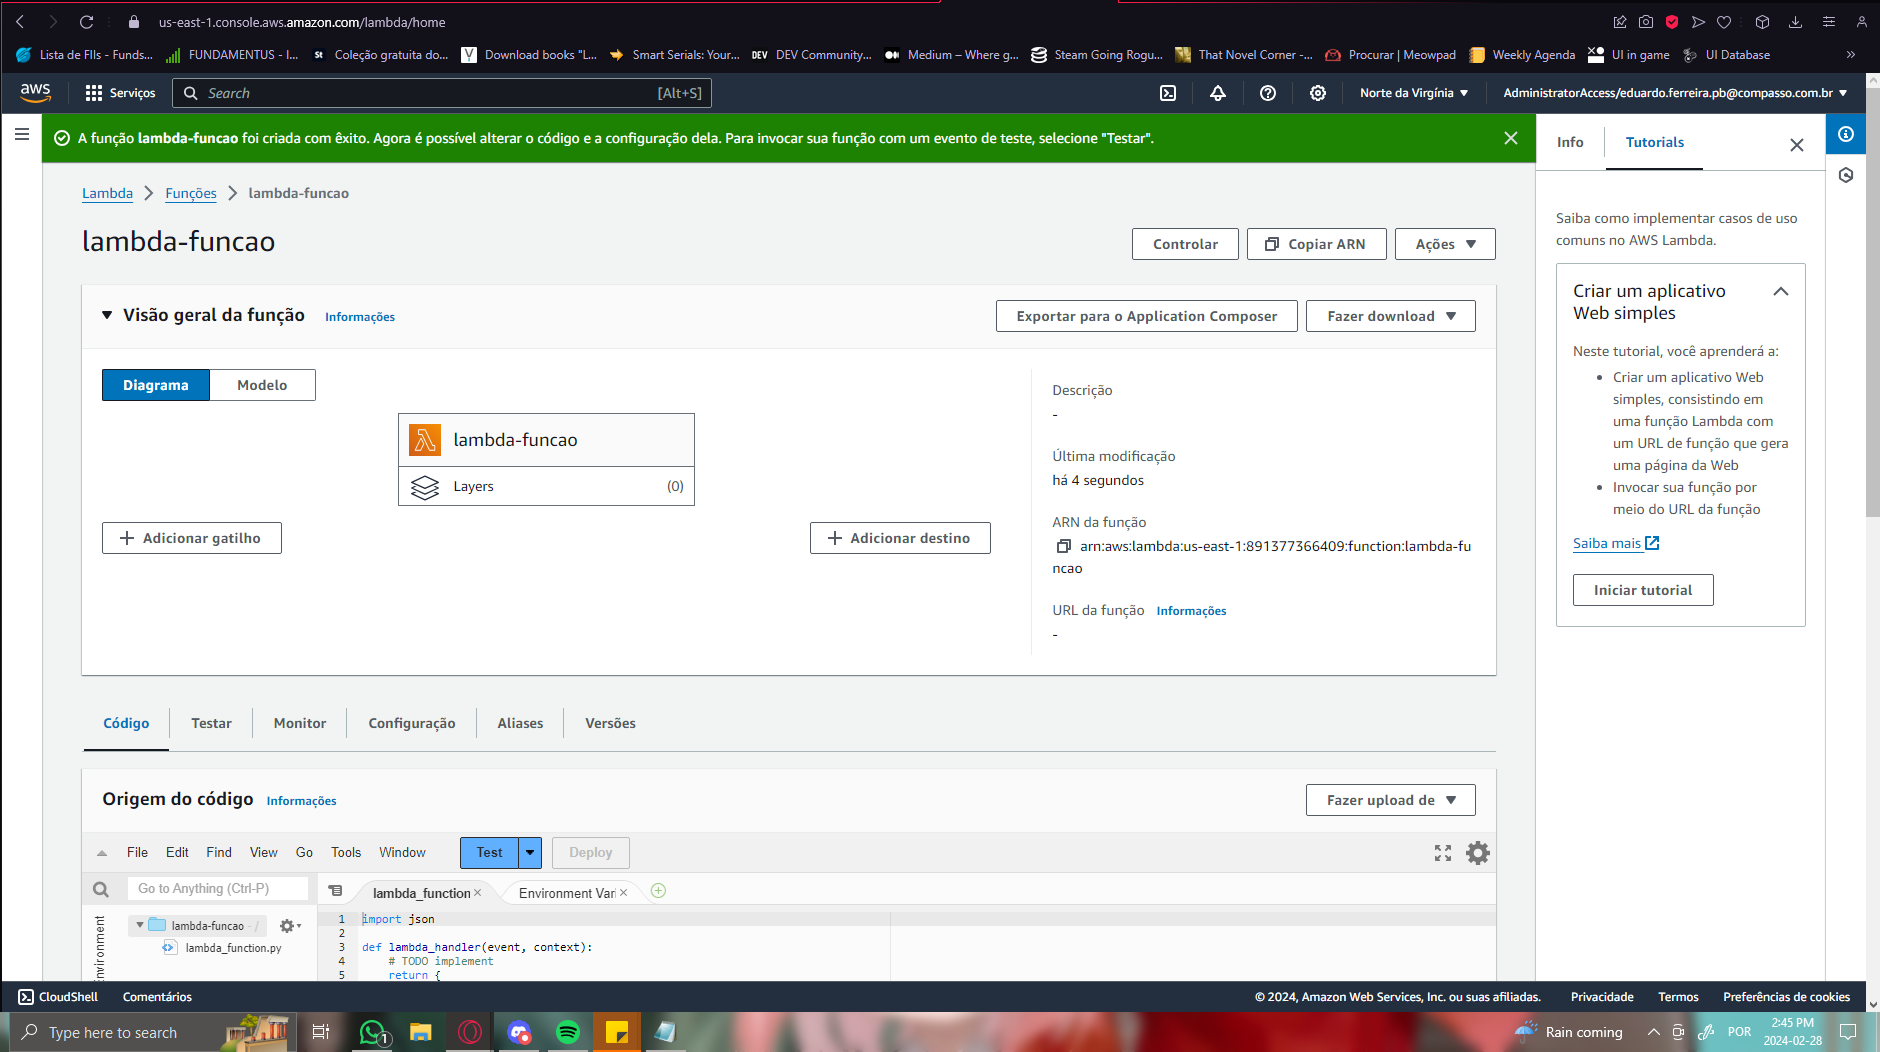 us-east-1.console.aws.amazon.com/lambda/home
Lista de FIIs - Funds...
FUNDAMENTUS - I...
St
Coleção gratuita do...
V
Download books "L...
Smart Serials: Your...
DEV
DEV Community...
Medium – Where g...
Steam Going Rogu...
That Novel Corner -...
Procurar | Meowpad
Weekly Agenda
UI in game
UI Database
aws
Serviços
Search
[Alt+S]
Norte da Virgínia
AdministratorAccess/eduardo.ferreira.pb@compasso.com.br
A função lambda-funcao foi criada com êxito. Agora é possível alterar o código e a configuração dela. Para invocar sua função com um evento de teste, selecione "Testar".
Info
Tutorials
Lambda
Funções
lambda-funcao
lambda-funcao
Controlar
Copiar ARN
Ações
Visão geral da função
Informações
Exportar para o Application Composer
Fazer download
Diagrama
Modelo
lambda-funcao
Layers
(0)
Adicionar gatilho
Adicionar destino
Descrição
-
Última modificação
há 4 segundos
ARN da função
arn:aws:lambda:us-east-1:891377366409:function:lambda-fu
ncao
URL da função
Informações
-
Saiba como implementar casos de uso
comuns no AWS Lambda.
Criar um aplicativo
Web simples
Neste tutorial, você aprenderá a:
• Criar um aplicativo Web
simples, consistindo em
uma função Lambda com
um URL de função que gera
uma página da Web
• Invocar sua função por
meio do URL da função
Saiba mais
Iniciar tutorial
Código
Testar
Monitor
Configuração
Aliases
Versões
Origem do código
Informações
Fazer upload de
File
Edit
Find
View
Go
Tools
Window
Test
Deploy
Go to Anything (Ctrl-P)
lambda_function
Environment Vari
nvironment
lambda-funcao - /
lambda_function.py
1 import json
2
3 def lambda_handler(event, context):
4 # TODO implement
5 return {
CloudShell
Comentários
© 2024, Amazon Web Services, Inc. ou suas afiliadas.
Privacidade
Termos
Preferências de cookies
Type here to search
1
Rain coming
POR
2:45 PM
2024-02-28